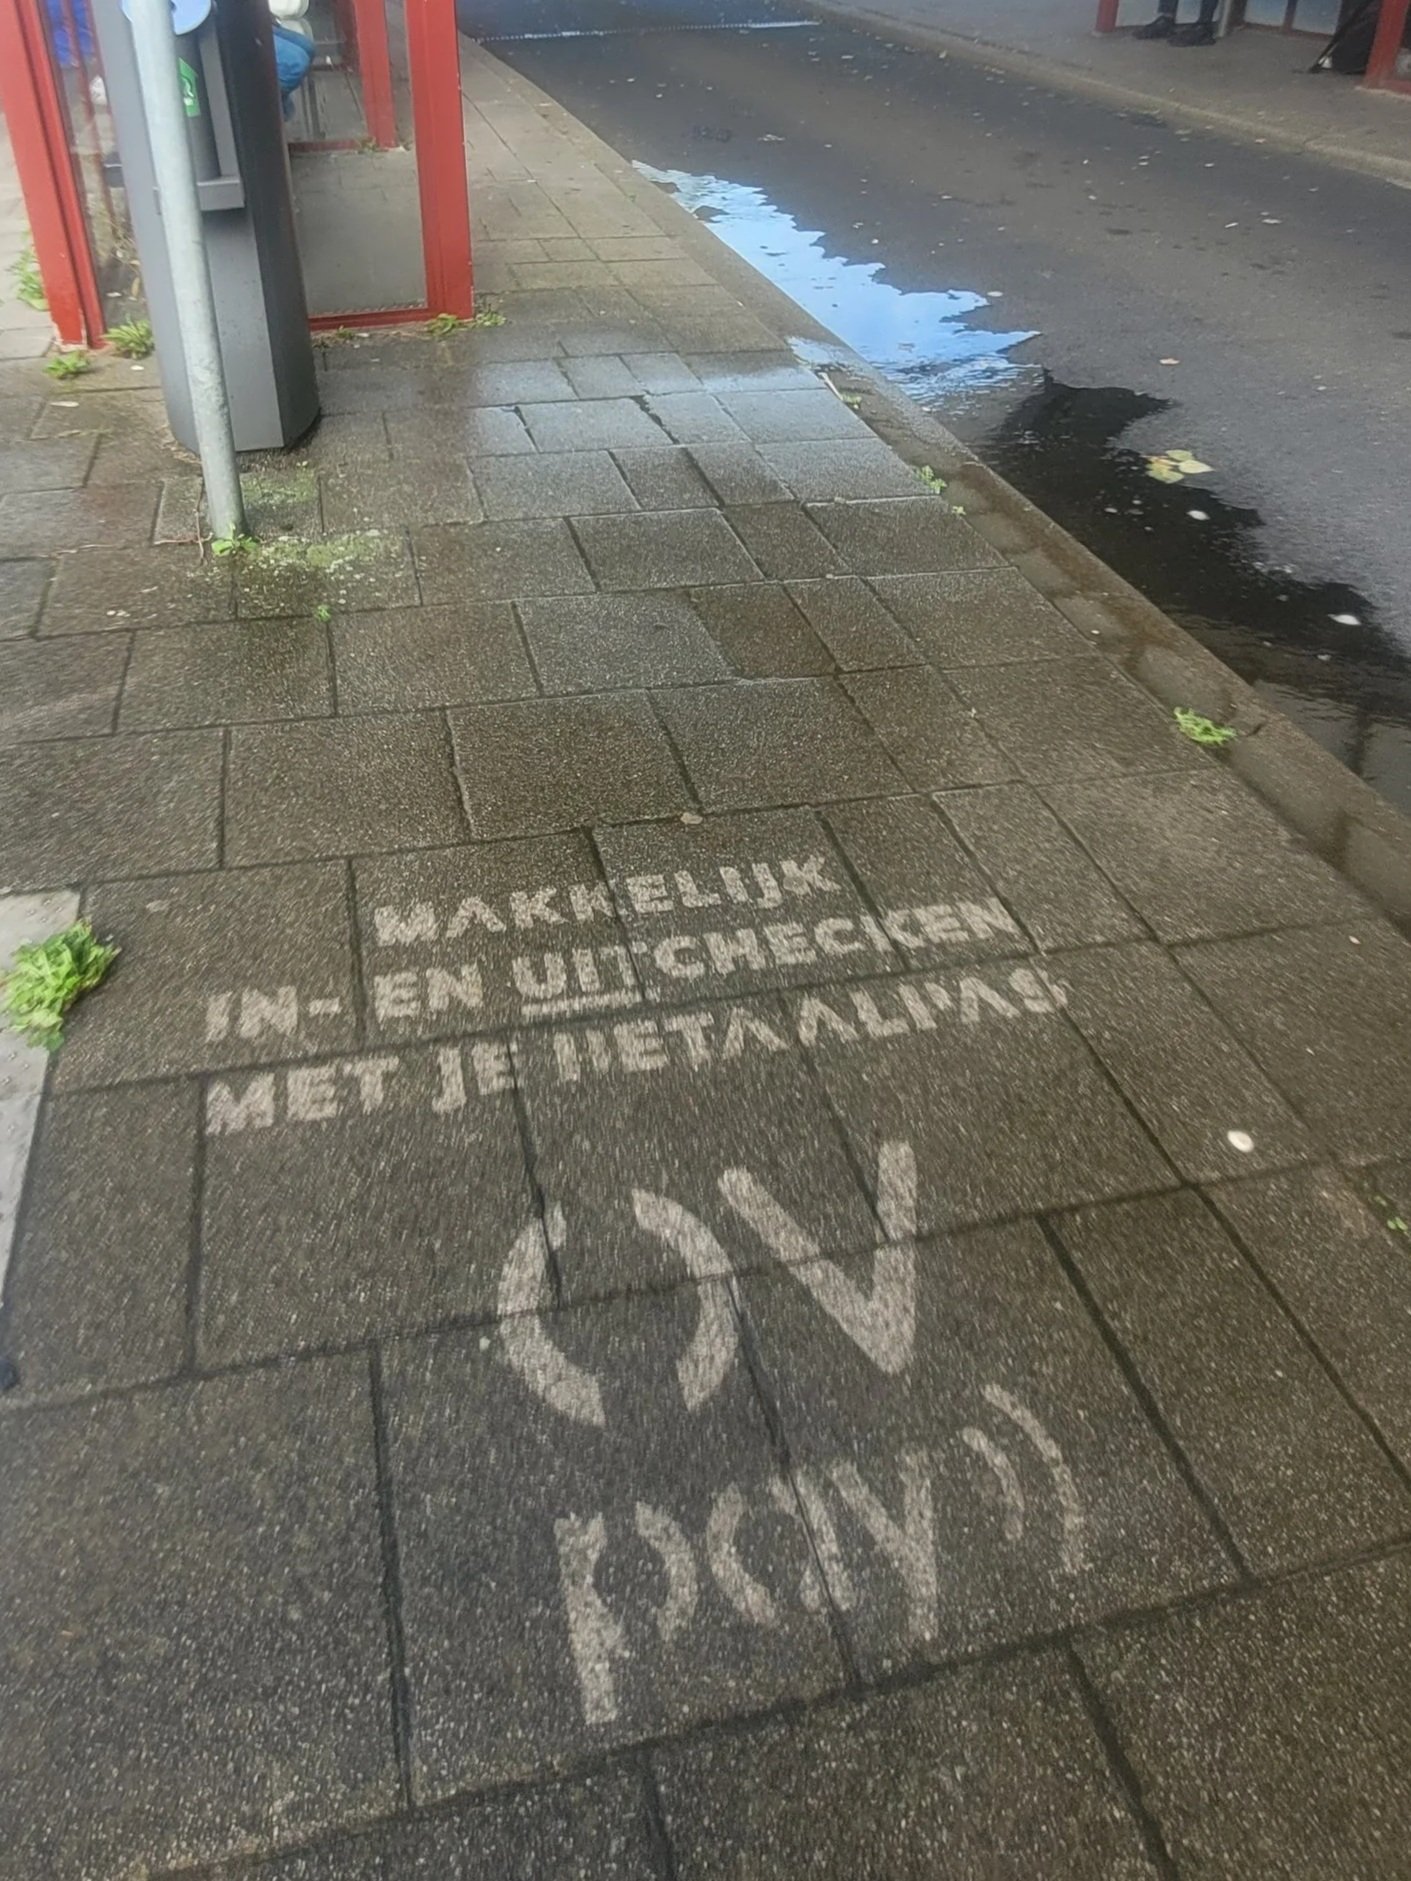 MAKKELIJK
IN- EN UITCHECKEN
MET JE BETAALPAS
OV
pay